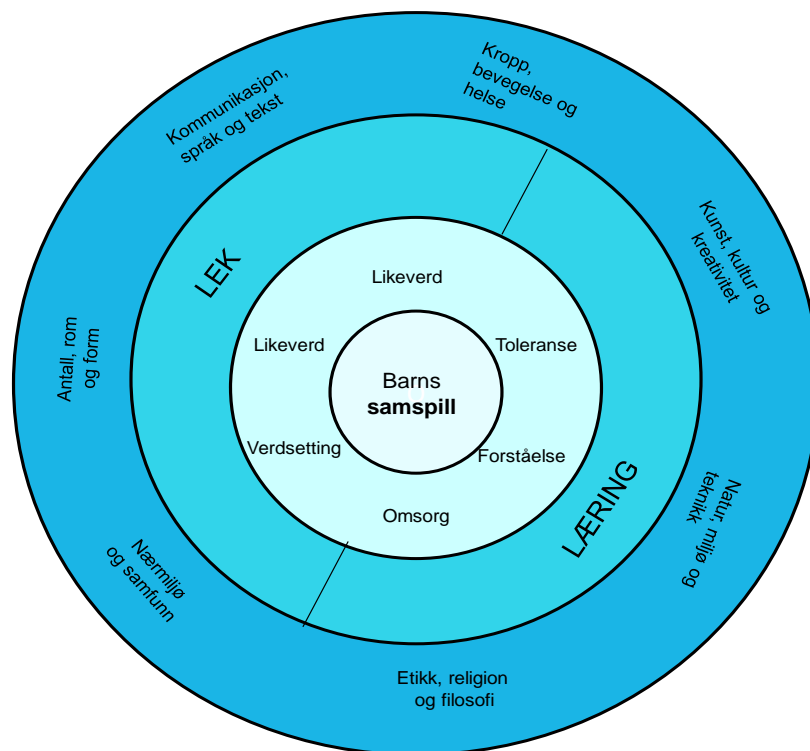 Kommunikasjon,
språk og tekst
Kropp,
bevegelse og
helse
Kunst, kultur og
kreativitet
Natur, miljø og
teknikk
Etikk, religion
og filosofi
Nærmiljø
og samfunn
Antall, rom
og form
LEK
LÆRING
Likeverd
Likeverd
Toleranse
Verdsetting
Forståelse
Omsorg
Barns
samspill